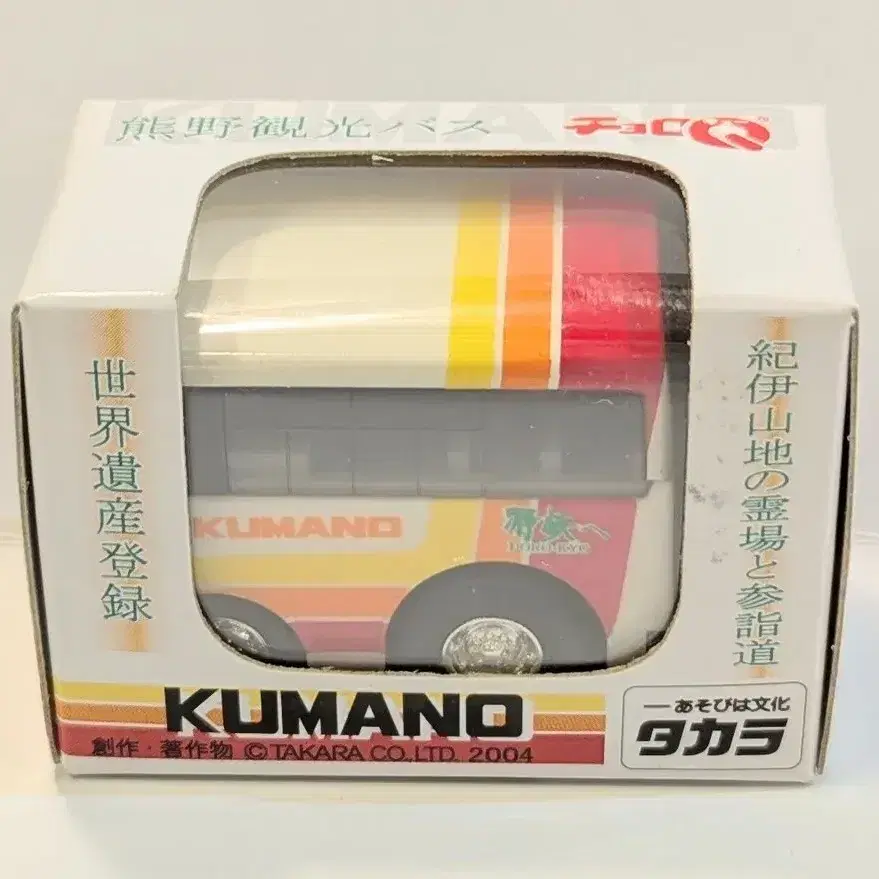 KUMANO
熊野観光バス
チョロQ
世界遺産登録
紀伊山地の霊場と参詣道
KUMANO
KUMANO
創作・著作物 ©TAKARA CO.,LTD. 2004
―あそびは文化
タカラ